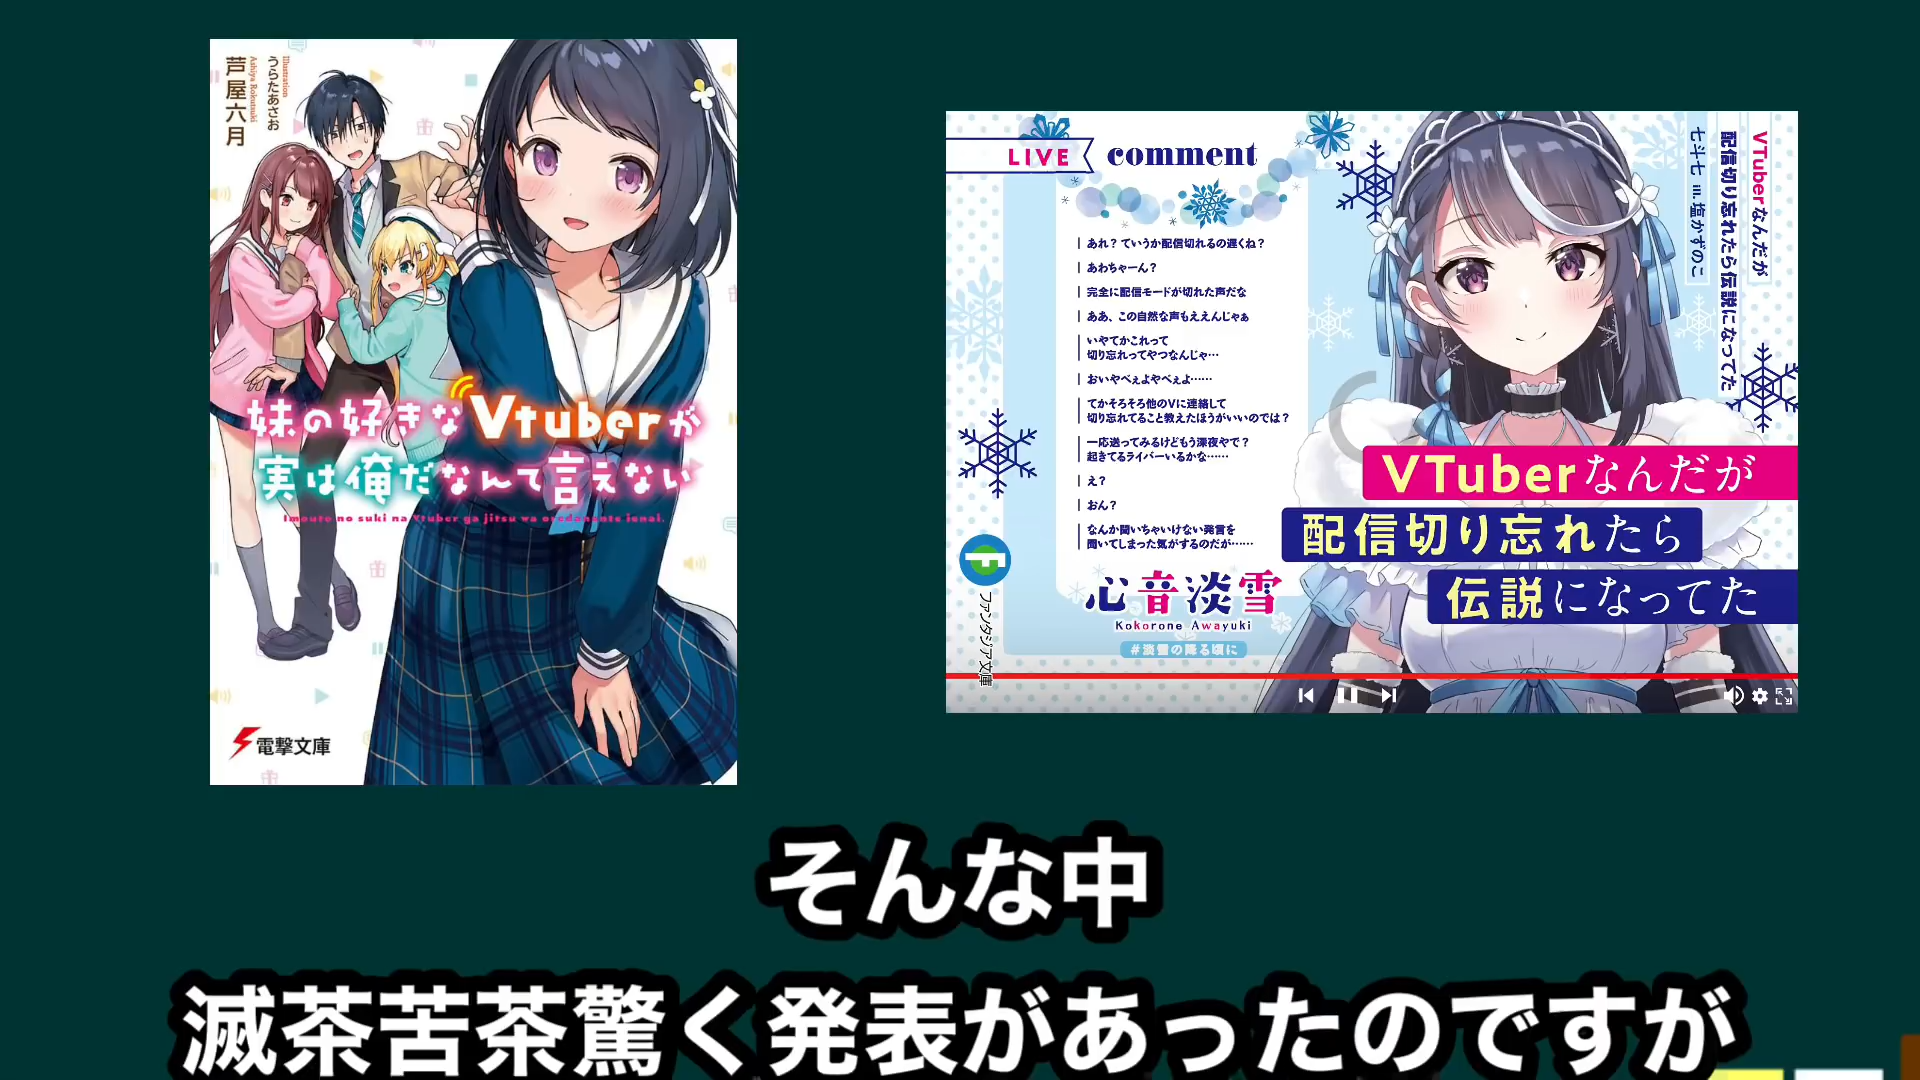 芦屋六月
Ashiya Rokutsuki
Illustration
うらたあさお
妹の好きなVtuberが
実は俺だなんて言えない
Imouto no suki na Vtuber ga jitsu wa oredanante ienai.
電撃文庫
LIVE
comment
あれ？ていうか配信切れるの遅くね？
あわちゃーん？
完全に配信モードが切れた声だな
ああ、この自然な声もええんじゃぁ
いやてかこれって
切り忘れってやつなんじゃ…
おいやべぇよやべぇよ……
てかそろそろ他のVに連絡して
切り忘れてること教えたほうがいいのでは？
一応送ってみるけどもう深夜やで？
起きてるライバーいるかな……
え？
おん？
なんか聞いちゃいけない発言を
聞いてしまった気がするのだが……
心音淡雪
Kokorone Awayuki
#淡雪の降る頃に
ファンタジア文庫
VTuberなんだが
配信切り忘れたら伝説になってた
七斗七 ill.塩かずのこ
VTuberなんだが
配信切り忘れたら
伝説になってた
そんな中
滅茶苦茶驚く発表があったのですが